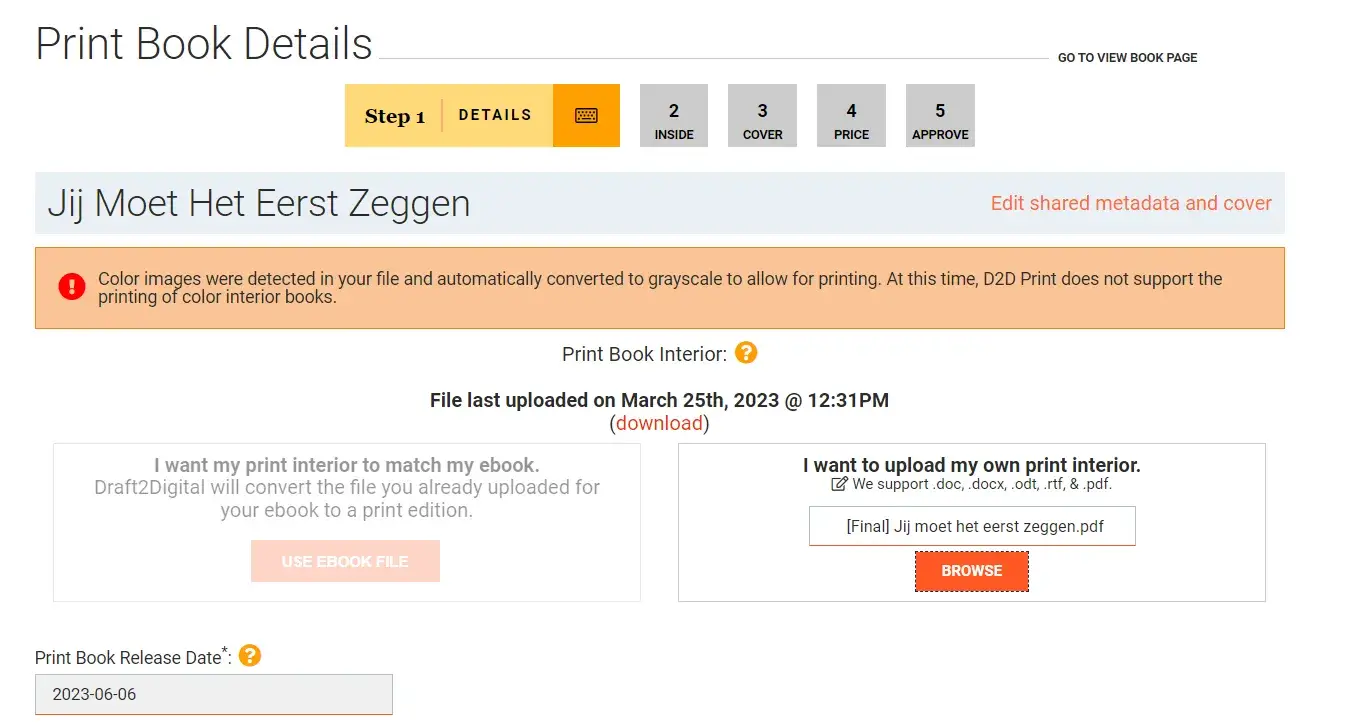 Print Book Details
GO TO VIEW BOOK PAGE
Step 1 DETAILS
2
INSIDE
3
COVER
4
PRICE
5
APPROVE
Jij Moet Het Eerst Zeggen
Edit shared metadata and cover
Color images were detected in your file and automatically converted to grayscale to allow for printing. At this time, D2D Print does not support the
printing of color interior books.
Print Book Interior: ?
File last uploaded on March 25th, 2023 @ 12:31PM
(download)
I want my print interior to match my ebook.
Draft2Digital will convert the file you already uploaded for
your ebook to a print edition.
USE EBOOK FILE
I want to upload my own print interior.
We support .doc, .docx, .odt, .rtf, & .pdf.
[Final] Jij moet het eerst zeggen.pdf
BROWSE
Print Book Release Date*: ?
2023-06-06